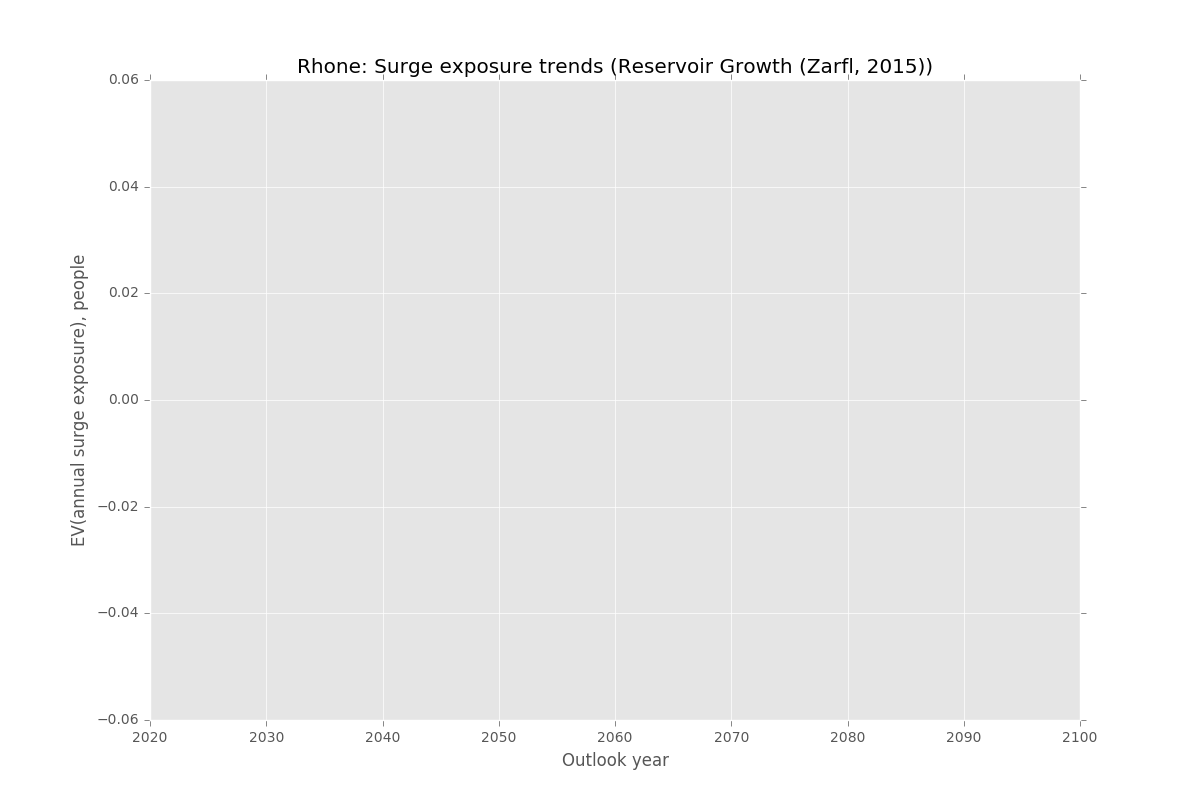 Rhone: Surge exposure trends (Reservoir Growth (Zarfl, 2015))
0.06
0.04
0.02
0.00
−0.02
−0.04
−0.06
EV(annual surge exposure), people
2020 2030 2040 2050 2060 2070 2080 2090 2100
Outlook year